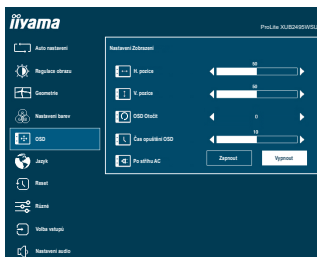 iiyama
ProLite XUB2495WSU
Auto nastavení
Regulace obrazu
Geometrie
Nastavení barev
OSD
Jazyk
Reset
Různé
Volba vstupů
Nastavení audio
Nastavení Zobrazení
H. pozice
50
V. pozice
50
OSD Otočit
0
Čas opuštění OSD
10
Po střihu AC
Zapnout
Vypnout